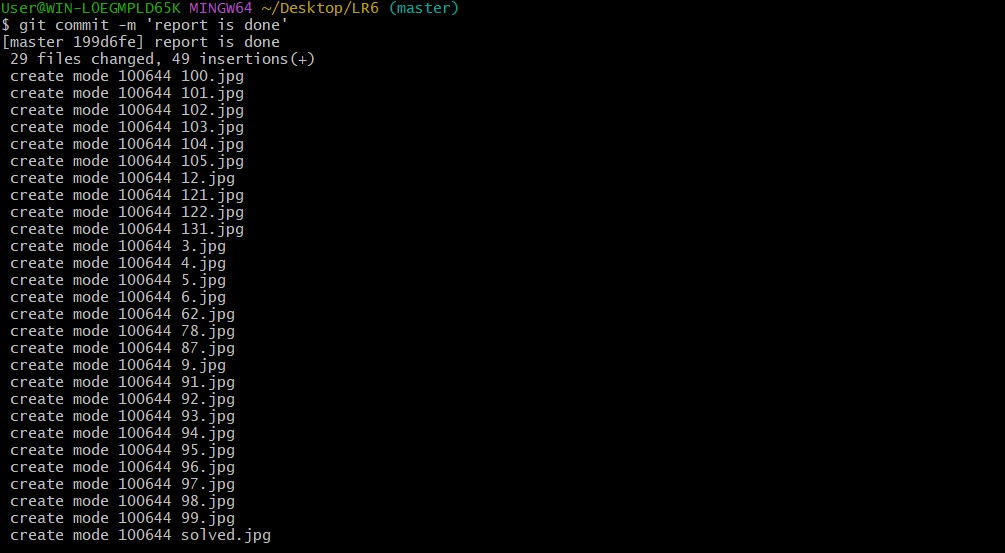 User@WIN-LOEGMPLD65K MINGW64 ~/Desktop/LR6 (master)
$ git commit -m 'report is done'
[master 199d6fe] report is done
 29 files changed, 49 insertions(+)
 create mode 100644 100.jpg
 create mode 100644 101.jpg
 create mode 100644 102.jpg
 create mode 100644 103.jpg
 create mode 100644 104.jpg
 create mode 100644 105.jpg
 create mode 100644 12.jpg
 create mode 100644 121.jpg
 create mode 100644 122.jpg
 create mode 100644 131.jpg
 create mode 100644 3.jpg
 create mode 100644 4.jpg
 create mode 100644 5.jpg
 create mode 100644 6.jpg
 create mode 100644 62.jpg
 create mode 100644 78.jpg
 create mode 100644 87.jpg
 create mode 100644 9.jpg
 create mode 100644 91.jpg
 create mode 100644 92.jpg
 create mode 100644 93.jpg
 create mode 100644 94.jpg
 create mode 100644 95.jpg
 create mode 100644 96.jpg
 create mode 100644 97.jpg
 create mode 100644 98.jpg
 create mode 100644 99.jpg
 create mode 100644 solved.jpg